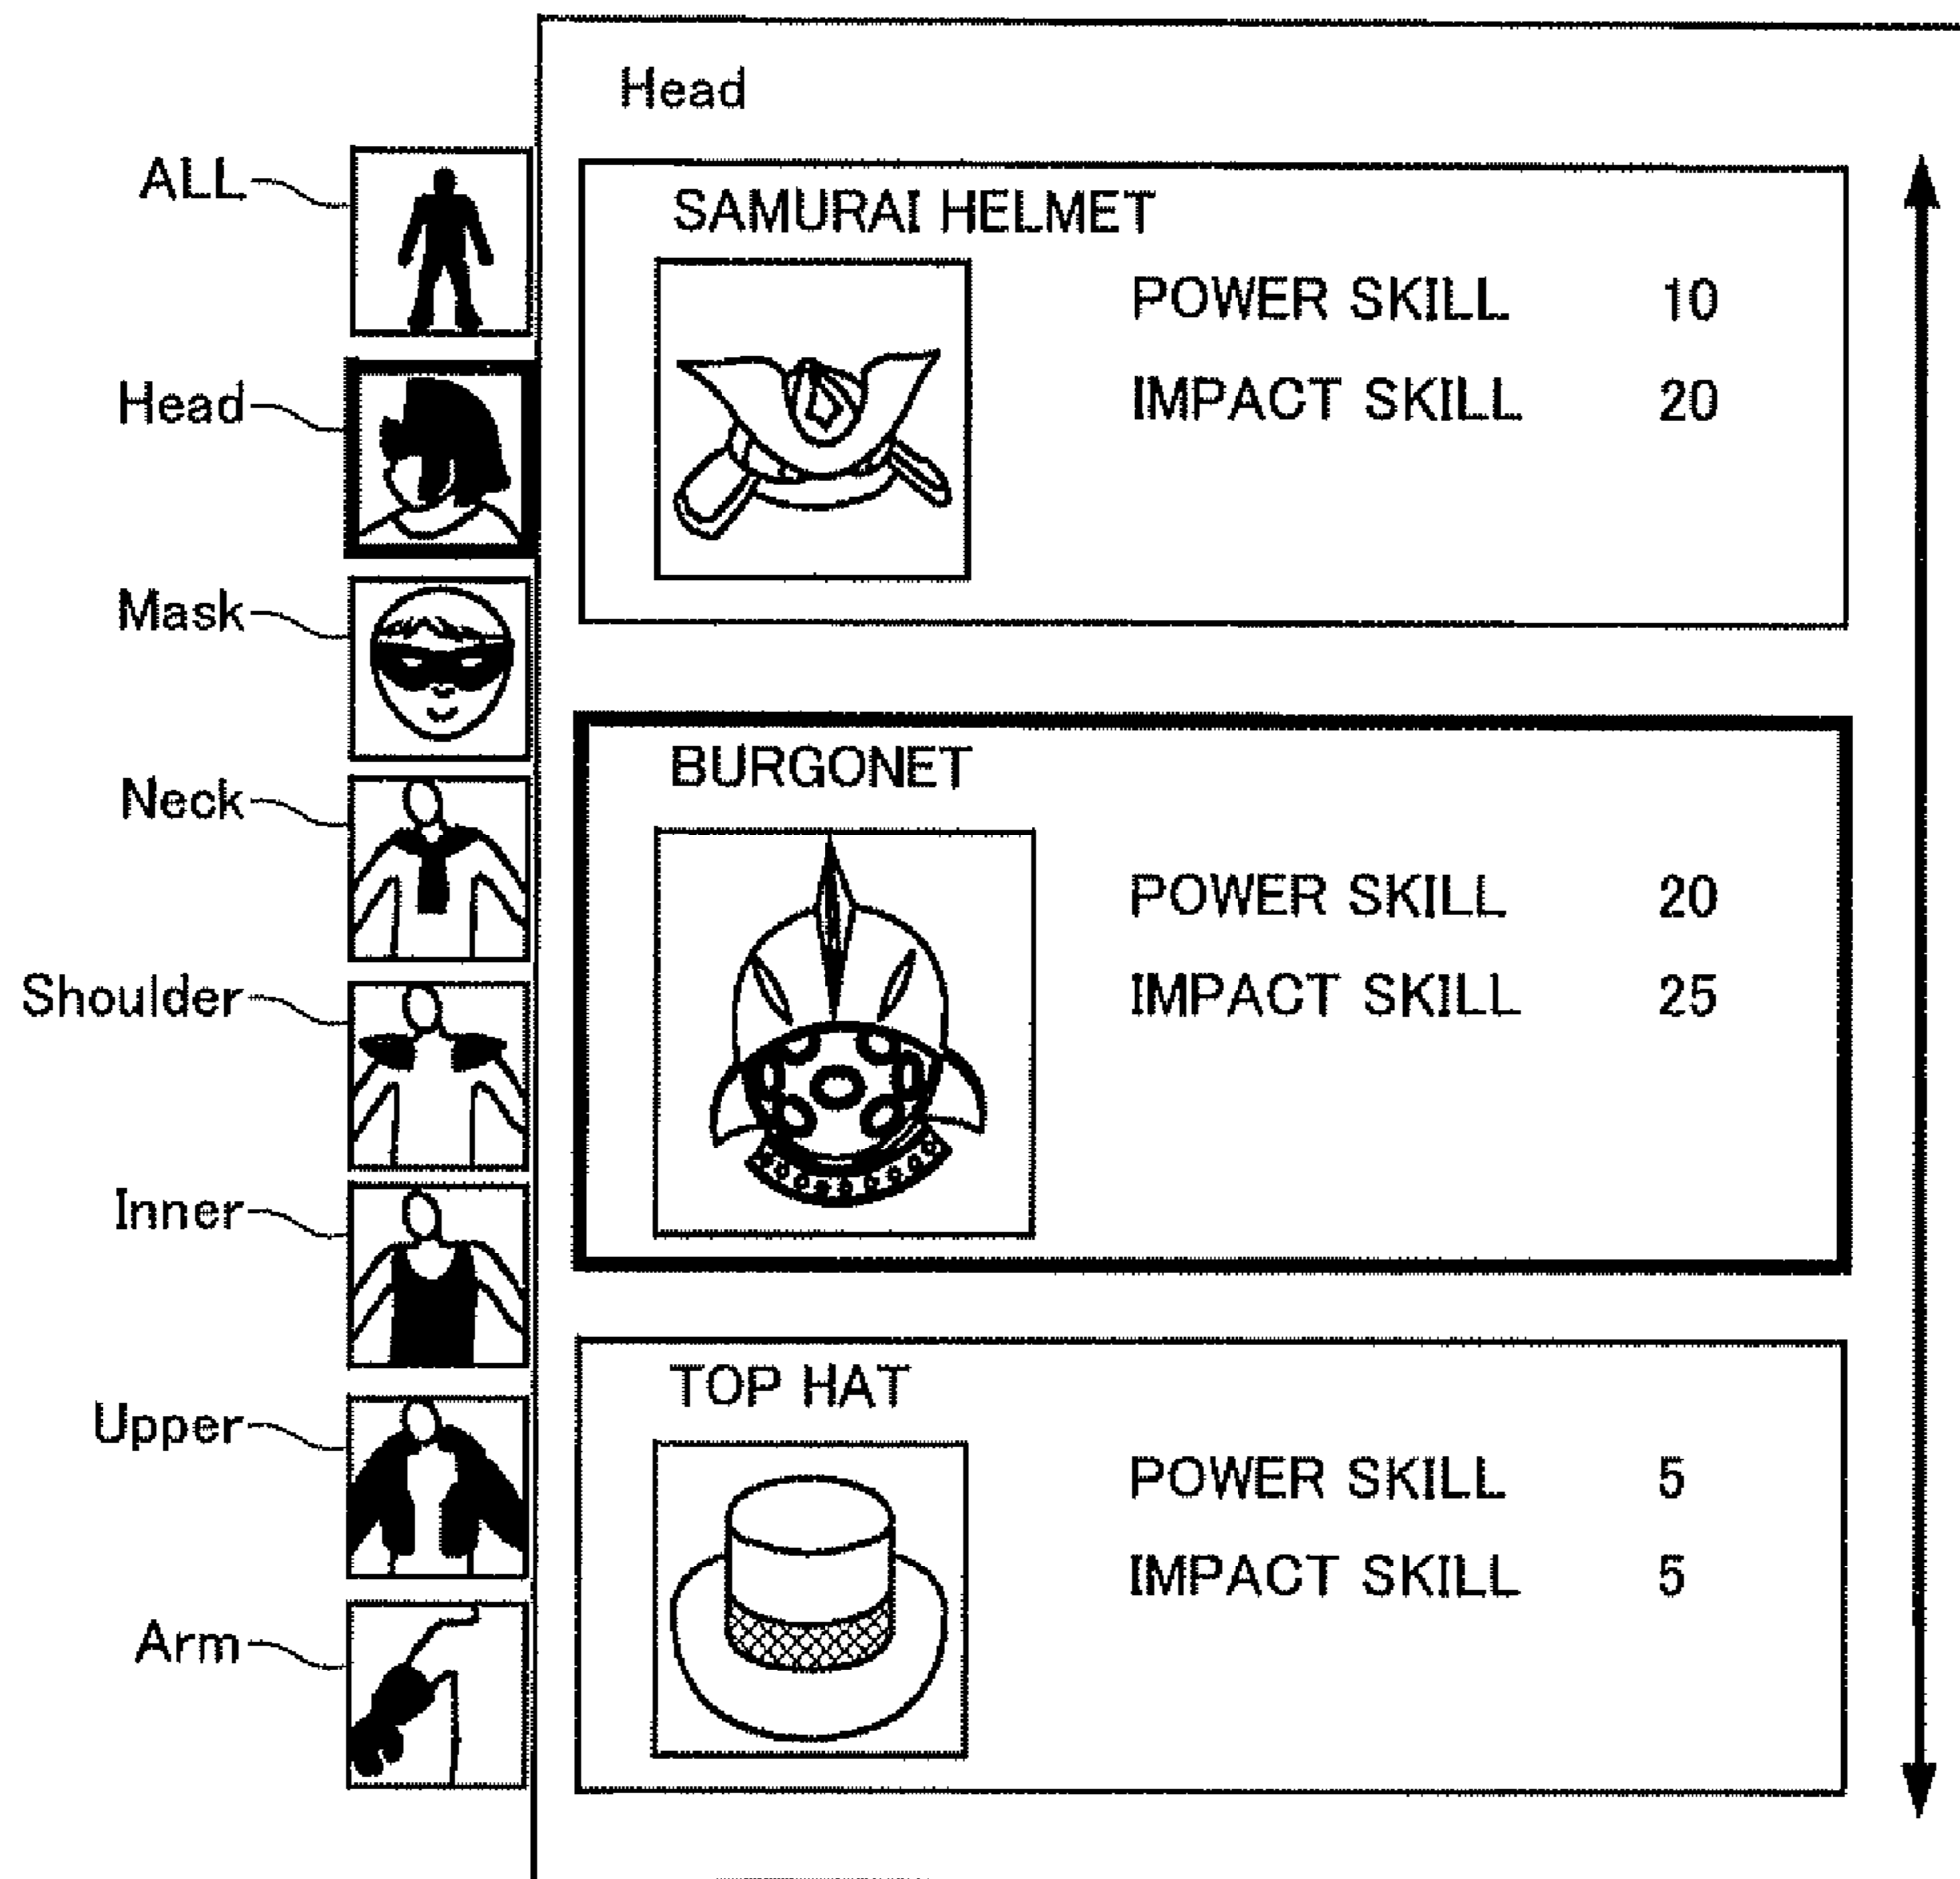 Head
ALL
Head
Mask
Neck
Shoulder
Inner
Upper
Arm
SAMURAI HELMET
POWER SKILL 10
IMPACT SKILL 20
BURGONET
POWER SKILL 20
IMPACT SKILL 25
TOP HAT
POWER SKILL 5
IMPACT SKILL 5